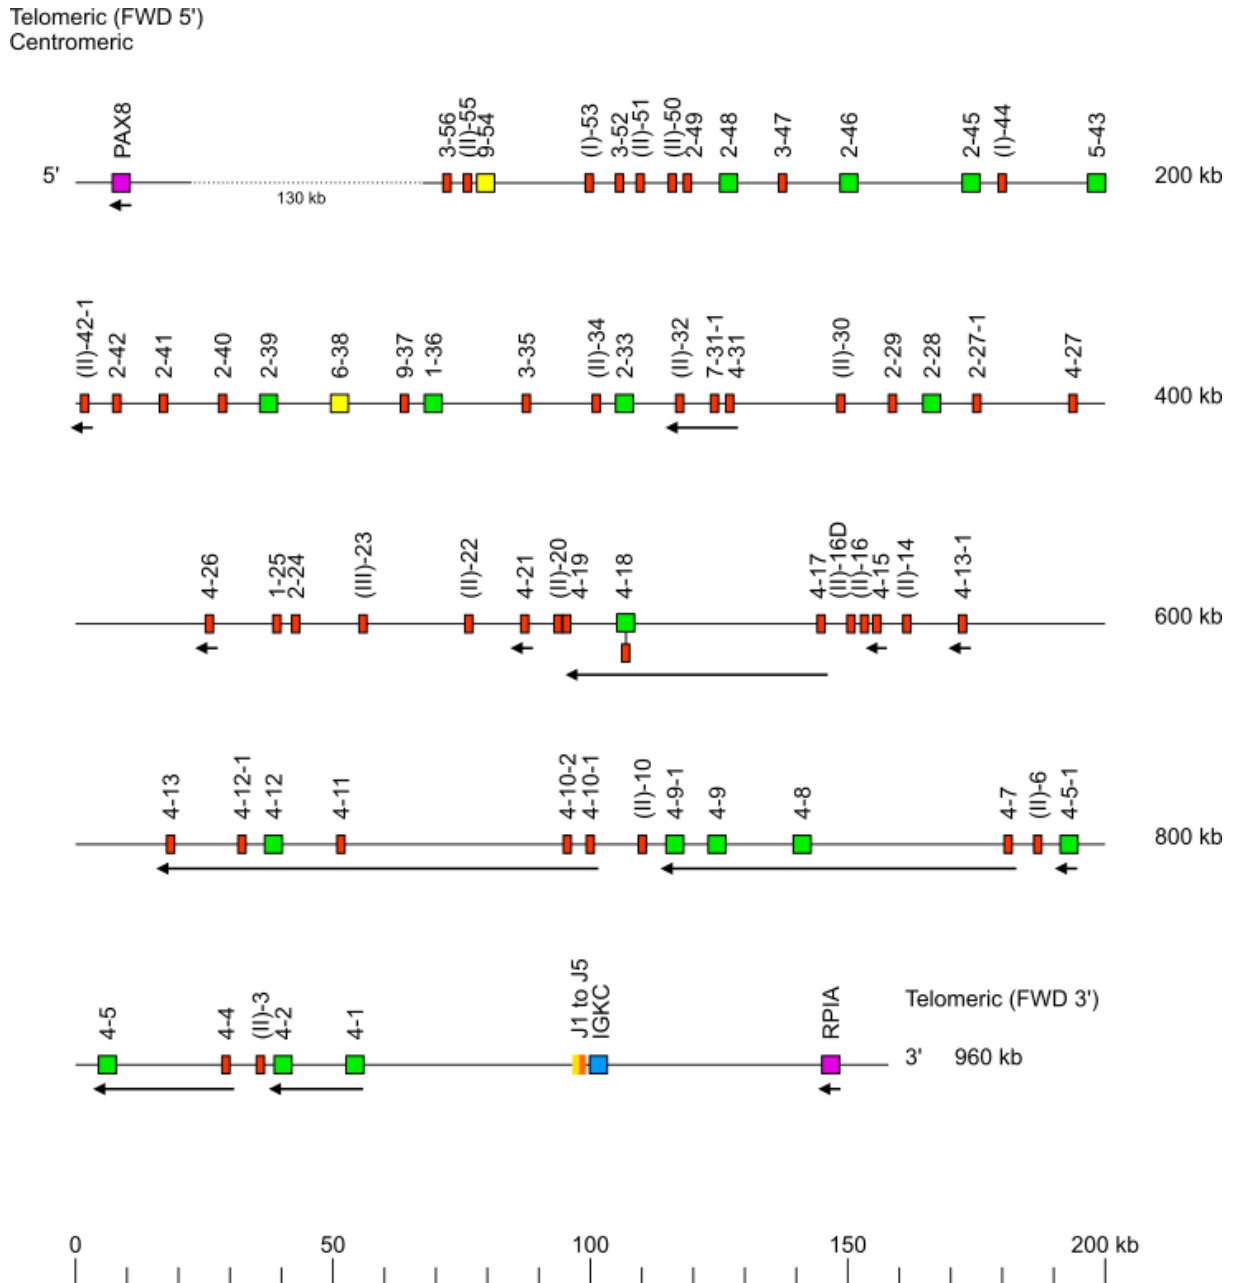 Telomeric (FWD 5')
Centromeric
PAX8
3-56
(II)-55
9-54
(I)-53
3-52
(II)-51
(II)-50
2-49
2-48
3-47
2-46
2-45
(I)-44
5-43
5'
130 kb
200 kb
(II)-42-1
2-42
2-41
2-40
2-39
6-38
9-37
1-36
3-35
(II)-34
2-33
(II)-32
7-31-1
4-31
(II)-30
2-29
2-28
2-27-1
4-27
400 kb
4-26
1-25
2-24
(III)-23
(II)-22
4-21
(II)-20
4-19
4-18
4-17
(II)-16D
(II)-16
4-15
(II)-14
4-13-1
600 kb
4-13
4-12-1
4-12
4-11
4-10-2
4-10-1
(II)-10
4-9-1
4-9
4-8
4-7
(II)-6
4-5-1
800 kb
4-5
4-4
(II)-3
4-2
4-1
J1 to J5
IGKC
RPIA
Telomeric (FWD 3')
3' 960 kb
0 50 100 150 200 kb